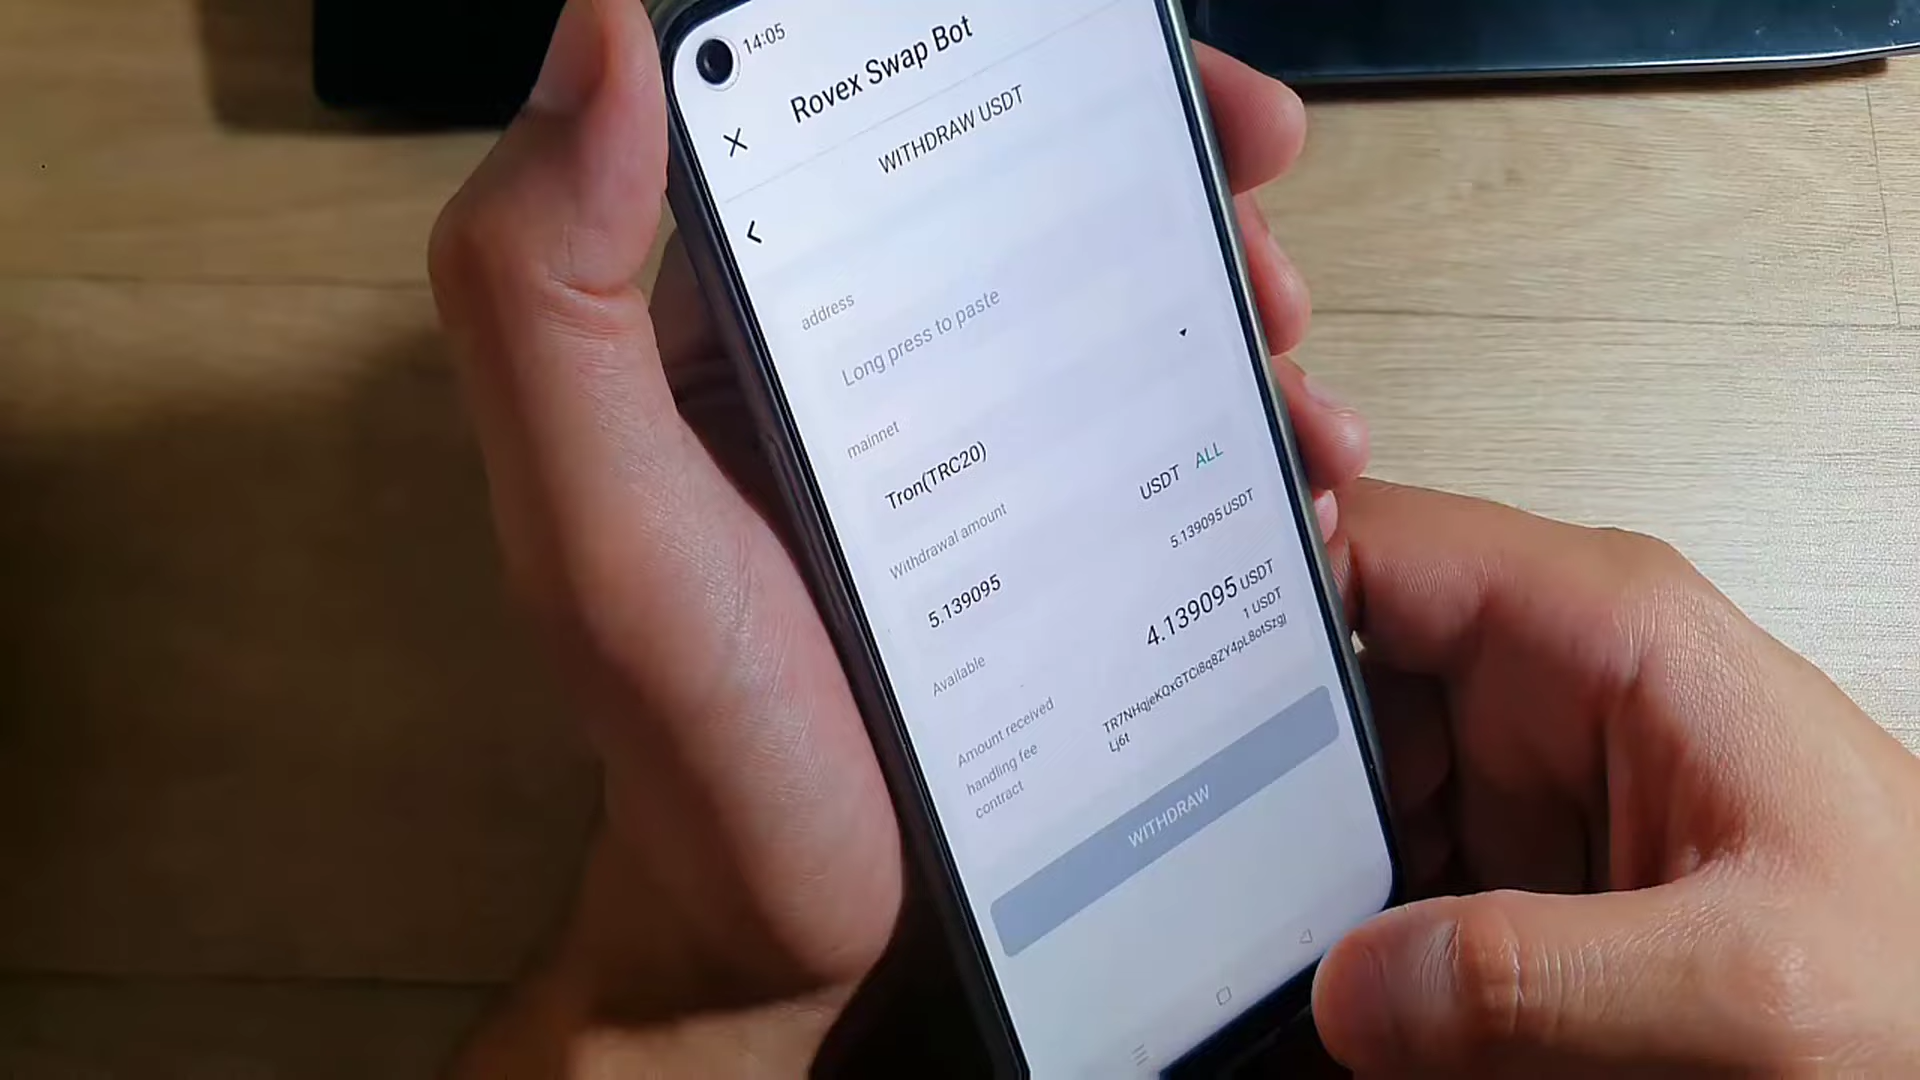 14:05
Rovex Swap Bot
WITHDRAW USDT
address
Long press to paste
mainnet
Tron(TRC20)
Withdrawal amount
5.139095 USDT ALL
Available 5.139095 USDT
Amount received 4.139095 USDT
handling fee 1 USDT
contract TR7NHqjeKQxGTCi8q8ZY4pL8otSzgj
Lj6t
WITHDRAW